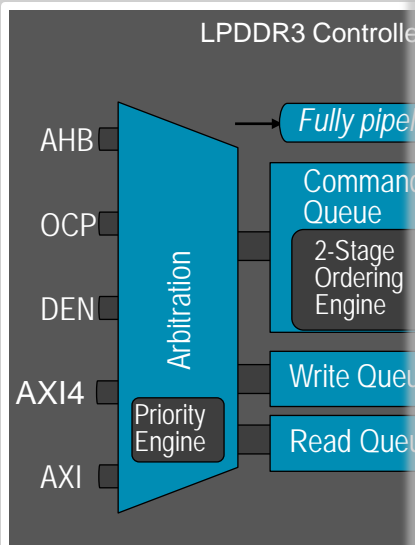 LPDDR3 Controlle
Fully pipel
AHB
Command
Queue
OCP
2-Stage
Ordering
Engine
DEN
Arbitration
Write Queu
AXI4
Priority
Engine
Read Queu
AXI